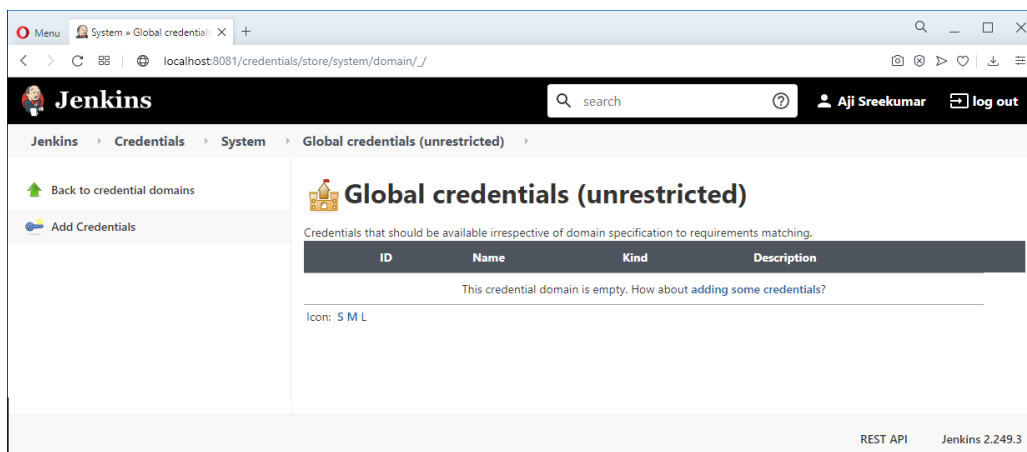 Menu System » Global credential
localhost:8081/credentials/store/system/domain/_/
Jenkins search Aji Sreekumar log out
Jenkins Credentials System Global credentials (unrestricted)
Back to credential domains
Add Credentials
Global credentials (unrestricted)
Credentials that should be available irrespective of domain specification to requirements matching.
ID Name Kind Description
This credential domain is empty. How about adding some credentials?
Icon: S M L
REST API Jenkins 2.249.3